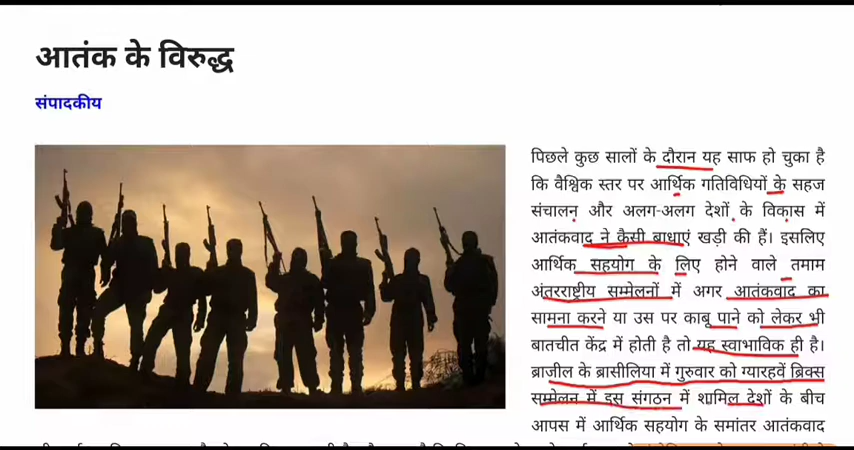 आतंक के विरुद्ध
संपादकीय
पिछले कुछ सालों के दौरान यह साफ हो चुका है
कि वैश्विक स्तर पर आर्थिक गतिविधियों के सहज
संचालन और अलग-अलग देशों के विकास में
आतंकवाद ने कैसी बाधाएं खड़ी की हैं। इसलिए
आर्थिक सहयोग के लिए होने वाले तमाम
अंतरराष्ट्रीय सम्मेलनों में अगर आतंकवाद का
सामना करने या उस पर काबू पाने को लेकर भी
बातचीत केंद्र में होती है तो यह स्वाभाविक ही है।
ब्राजील के ब्रासीलिया में गुरुवार को ग्यारहवें ब्रिक्स
सम्मेलन में इस संगठन में शामिल देशों के बीच
आपस में आर्थिक सहयोग के समांतर आतंकवाद